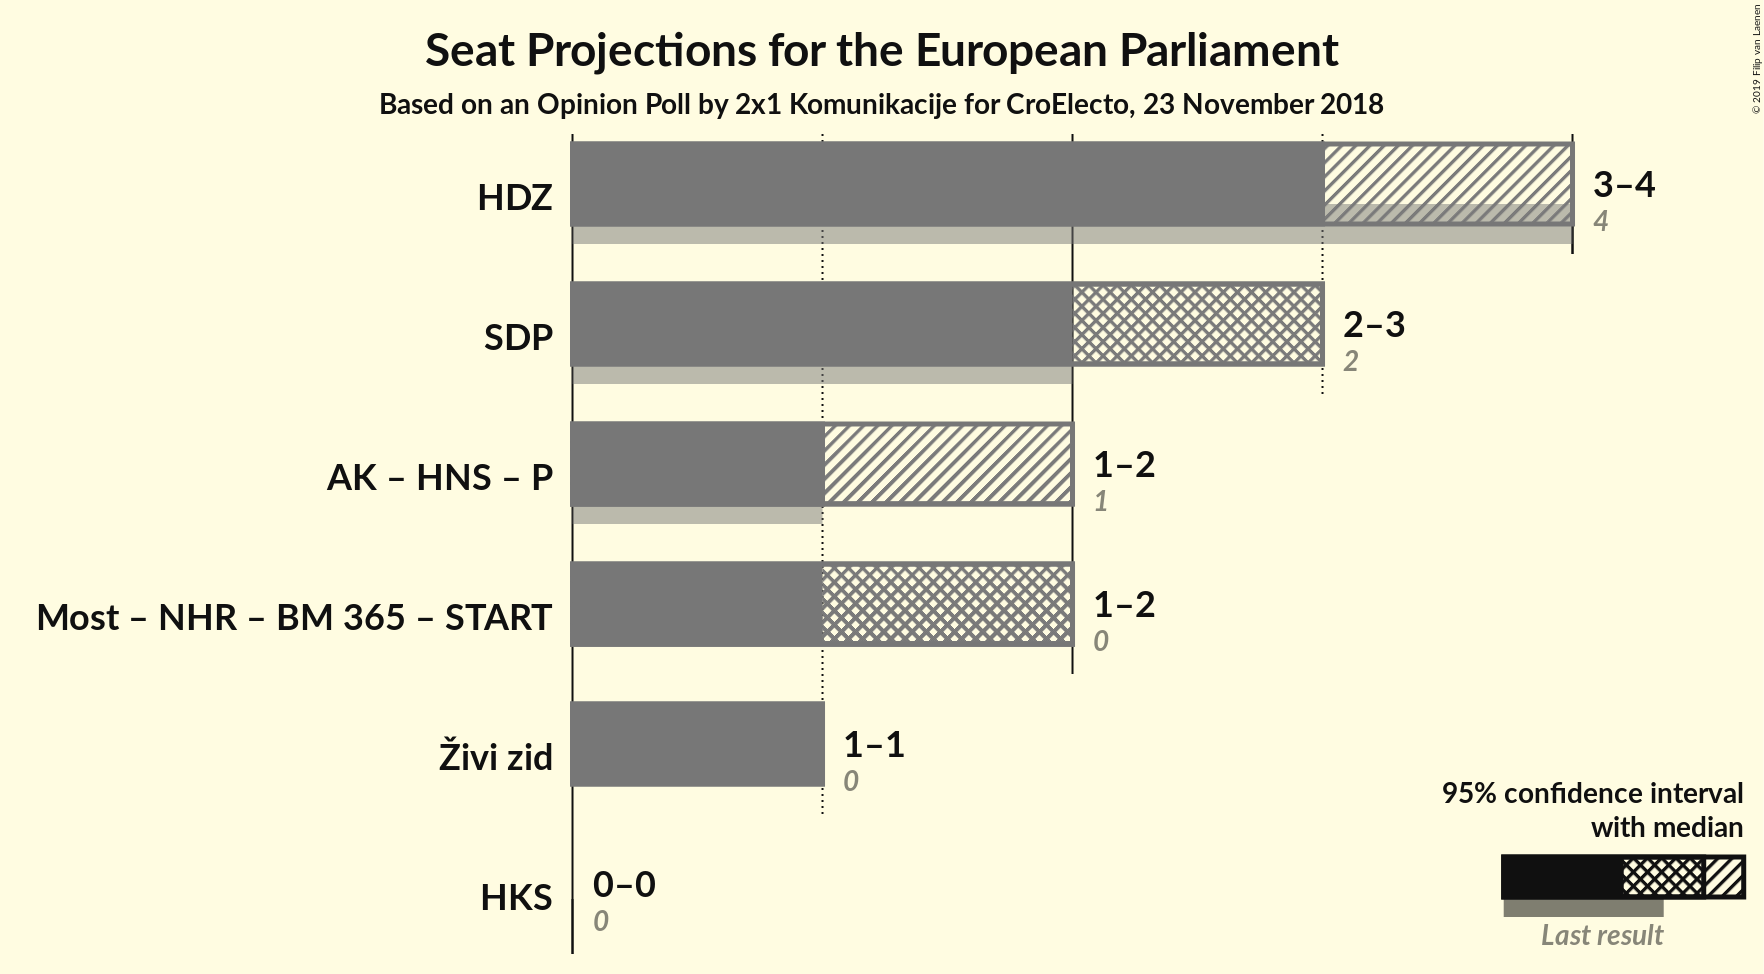 Seat Projections for the European Parliament
Based on an Opinion Poll by 2x1 Komunikacije for CroElecto, 23 November 2018
© 2019 Filip van Laenen
HDZ
3–4
4
SDP
2–3
2
AK – HNS – P
1–2
1
Most – NHR – BM 365 – START
1–2
0
Živi zid
1–1
0
HKS
0–0
0
95% confidence interval
with median
Last result